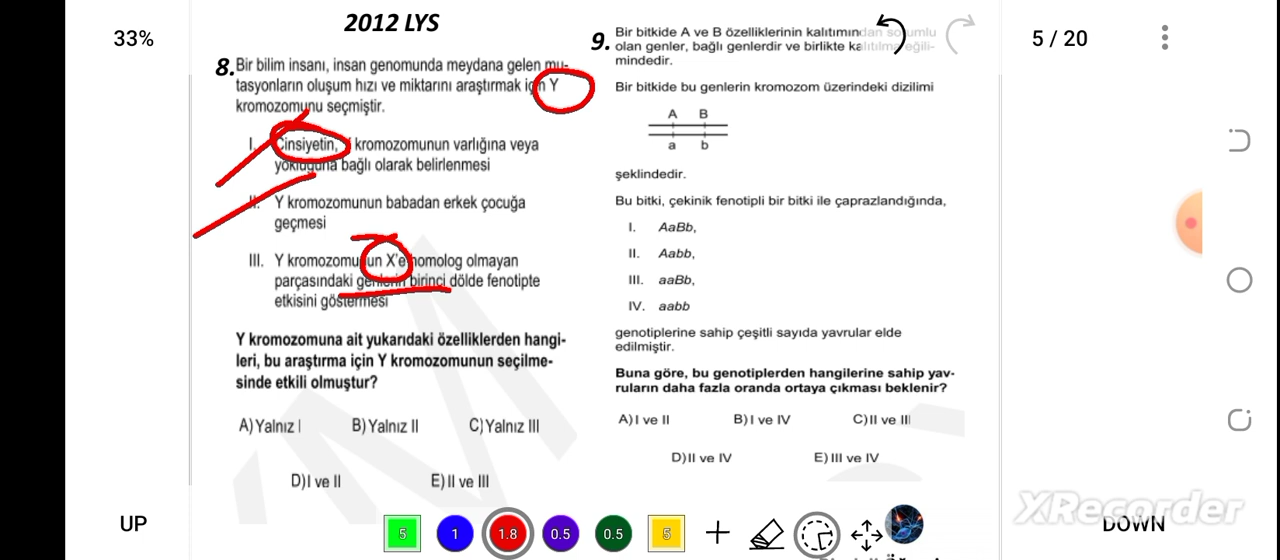 33%
2012 LYS
5 / 20
8. Bir bilim insanı, insan genomunda meydana gelen mu-
tasyonların oluşum hızı ve miktarını araştırmak için Y
kromozomunu seçmiştir.
I. Cinsiyetin, Y kromozomunun varlığına veya
yokluğuna bağlı olarak belirlenmesi
II. Y kromozomunun babadan erkek çocuğa
geçmesi
III. Y kromozomunun X'e homolog olmayan
parçasındaki genlerin birinci dölde fenotipte
etkisini göstermesi
Y kromozomuna ait yukarıdaki özelliklerden hangi-
leri, bu araştırma için Y kromozomunun seçilme-
sinde etkili olmuştur?
A) Yalnız I B) Yalnız II C) Yalnız III
D) I ve II E) II ve III
9. Bir bitkide A ve B özelliklerinin kalıtımından sorumlu
olan genler, bağlı genlerdir ve birlikte kalıtılma eğili-
mindedir.
Bir bitkide bu genlerin kromozom üzerindeki dizilimi
A B
a b
şeklindedir.
Bu bitki, çekinik fenotipli bir bitki ile çaprazlandığında,
I. AaBb,
II. Aabb,
III. aaBb,
IV. aabb
genotiplerine sahip çeşitli sayıda yavrular elde
edilmiştir.
Buna göre, bu genotiplerden hangilerine sahip yav-
ruların daha fazla oranda ortaya çıkması beklenir?
A) I ve II B) I ve IV C) II ve III
D) II ve IV E) III ve IV
UP
5 1 1.8 0.5 0.5 5
XRecorder
DOWN